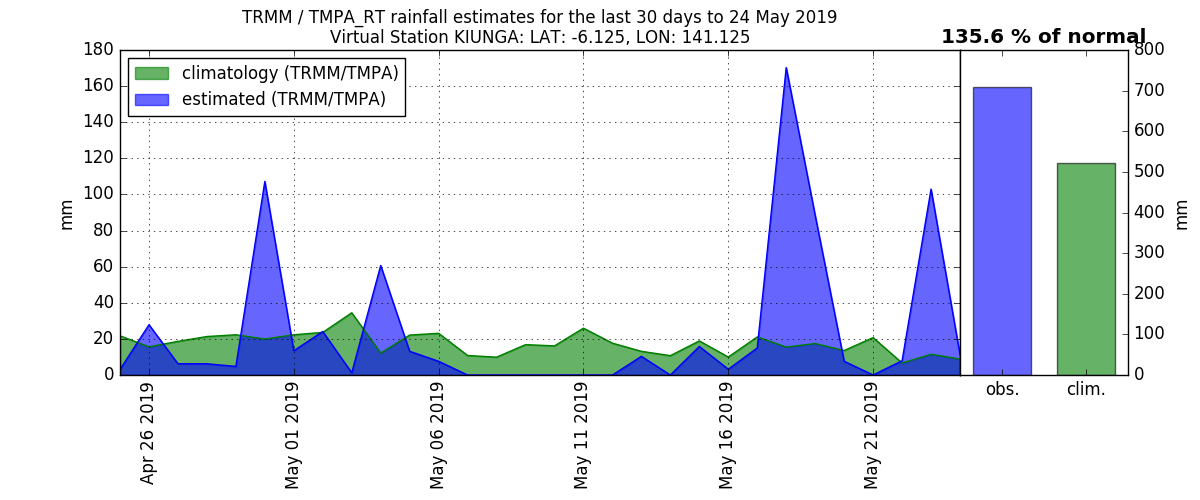 TRMM / TMPA_RT rainfall estimates for the last 30 days to 24 May 2019
Virtual Station KIUNGA: LAT: -6.125, LON: 141.125
135.6 % of normal
climatology (TRMM/TMPA)
estimated (TRMM/TMPA)
mm
180
160
140
120
100
80
60
40
20
0
Apr 26 2019
May 01 2019
May 06 2019
May 11 2019
May 16 2019
May 21 2019
obs.
clim.
800
700
600
500
400
300
200
100
0
mm